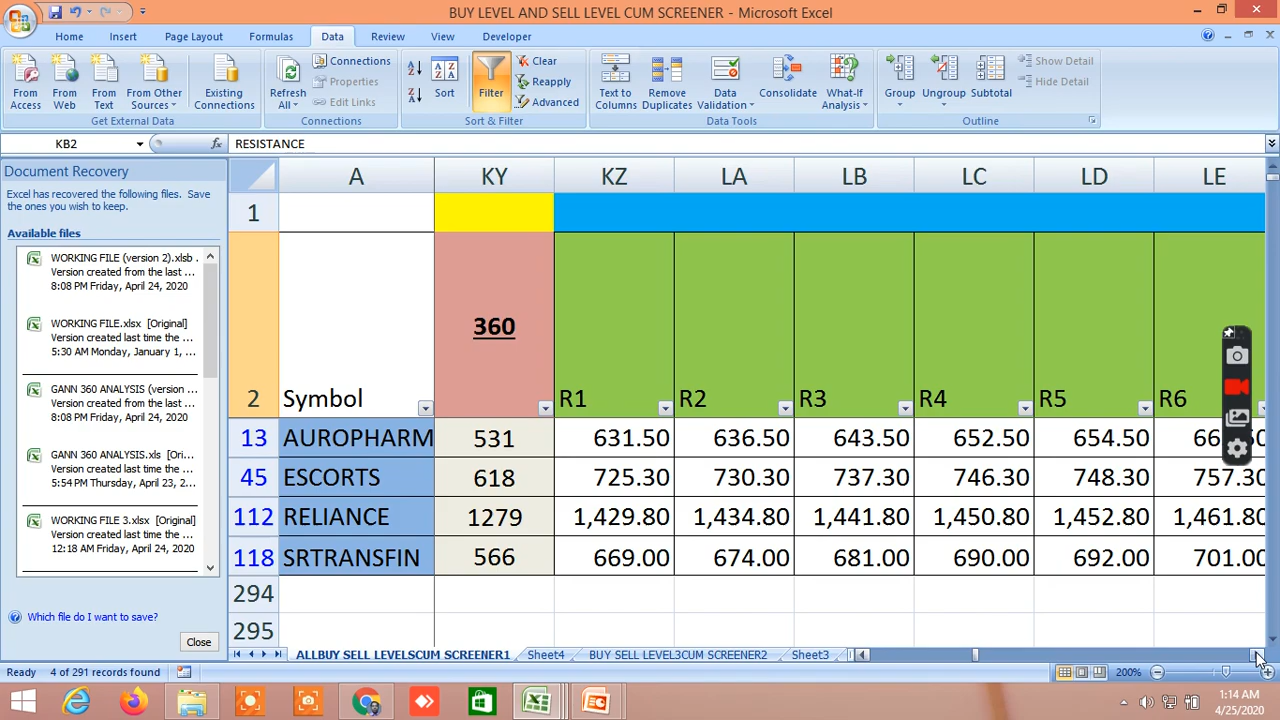 BUY LEVEL AND SELL LEVEL CUM SCREENER - Microsoft Excel
Home Insert Page Layout Formulas Data Review View Developer
From Access
From Web
From Text
From Other Sources
Existing Connections
Get External Data
Refresh All
Connections
Properties
Edit Links
Connections
Sort
Filter
Clear
Reapply
Advanced
Sort & Filter
Text to Columns
Remove Duplicates
Data Validation
Consolidate
What-If Analysis
Data Tools
Group
Ungroup
Subtotal
Show Detail
Hide Detail
Outline
KB2 fx RESISTANCE
Document Recovery
Excel has recovered the following files. Save
the ones you wish to keep.
Available files
WORKING FILE (version 2).xlsb .
Version created from the last ...
8:08 PM Friday, April 24, 2020
WORKING FILE.xlsx [Original]
Version created last time the ...
5:30 AM Monday, January 1, ...
GANN 360 ANALYSIS (version ...
Version created from the last ...
8:08 PM Friday, April 24, 2020
GANN 360 ANALYSIS.xls [Ori...
Version created last time the ...
5:54 PM Thursday, April 23, 2...
WORKING FILE 3.xlsx [Original]
Version created last time the ...
12:18 AM Friday, April 24, 2020
Which file do I want to save?
Close
A KY KZ LA LB LC LD LE
1
2 Symbol 360 R1 R2 R3 R4 R5 R6
13 AUROPHARM 531 631.50 636.50 643.50 652.50 654.50
45 ESCORTS 618 725.30 730.30 737.30 746.30 748.30 757.30
112 RELIANCE 1279 1,429.80 1,434.80 1,441.80 1,450.80 1,452.80 1,461.80
118 SRTRANSFIN 566 669.00 674.00 681.00 690.00 692.00 701.00
294
295
ALLBUY SELL LEVELSCUM SCREENER1 Sheet4 BUY SELL LEVEL3CUM SCREENER2 Sheet3
Ready 4 of 291 records found 200%
1:14 AM
4/25/2020